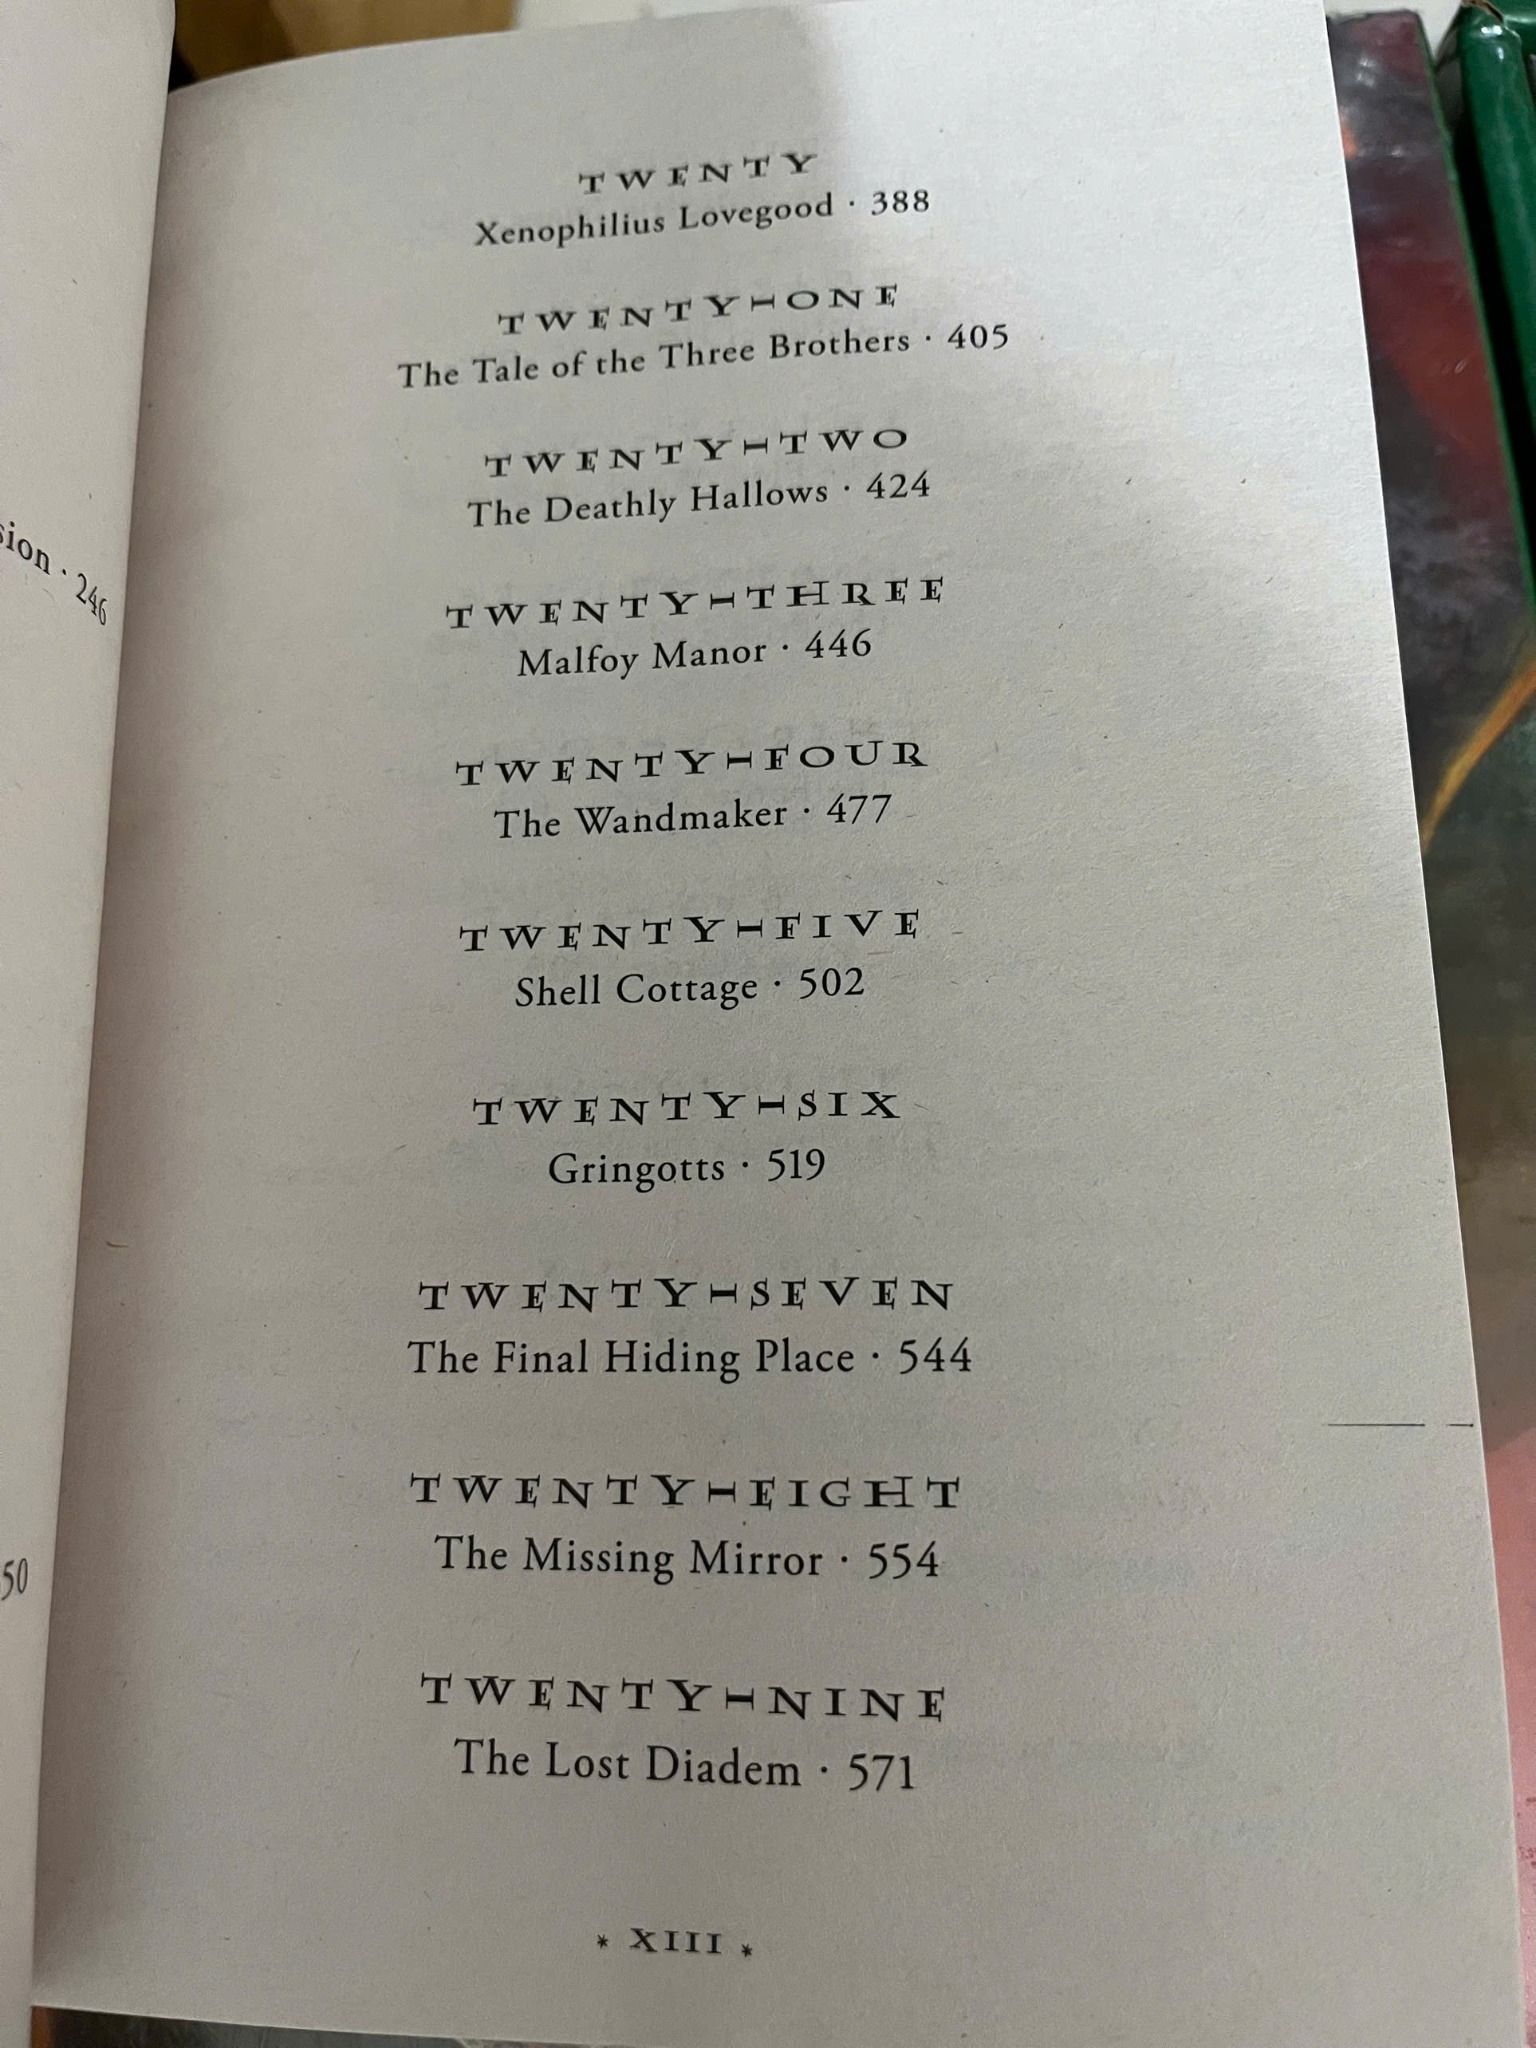 sion · 246
50
TWENTY
Xenophilius Lovegood · 388
TWENTY-ONE
The Tale of the Three Brothers · 405
TWENTY-TWO
The Deathly Hallows · 424
TWENTY-THREE
Malfoy Manor · 446
TWENTY-FOUR
The Wandmaker · 477
TWENTY-FIVE
Shell Cottage · 502
TWENTY-SIX
Gringotts · 519
TWENTY-SEVEN
The Final Hiding Place · 544
TWENTY-EIGHT
The Missing Mirror · 554
TWENTY-NINE
The Lost Diadem · 571
* XIII *